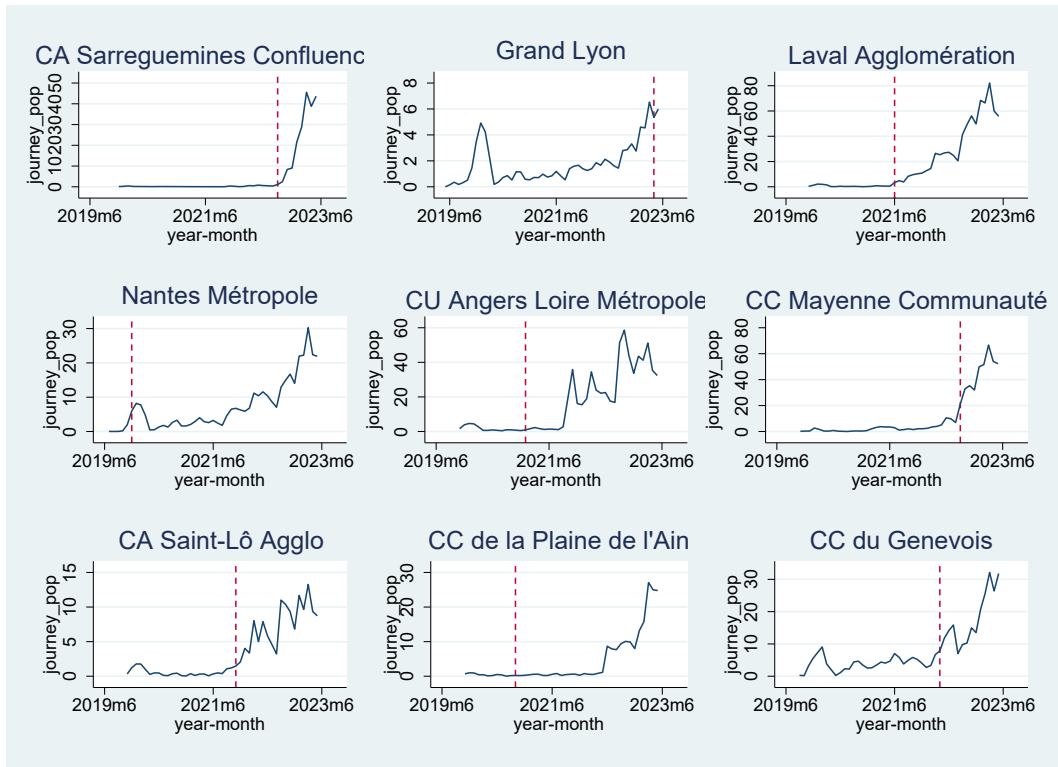 CA Sarreguemines Confluenc
journey_pop
0 10 20 30 40 50
2019m6 2021m6 2023m6
year-month
Grand Lyon
journey_pop
0 2 4 6 8
2019m6 2021m6 2023m6
year-month
Laval Agglomération
journey_pop
0 20 40 60 80
2019m6 2021m6 2023m6
year-month
Nantes Métropole
journey_pop
0 10 20 30
2019m6 2021m6 2023m6
year-month
CU Angers Loire Métropole
journey_pop
0 20 40 60
2019m6 2021m6 2023m6
year-month
CC Mayenne Communauté
journey_pop
0 20 40 60 80
2019m6 2021m6 2023m6
year-month
CA Saint-Lô Agglo
journey_pop
0 5 10 15
2019m6 2021m6 2023m6
year-month
CC de la Plaine de l'Ain
journey_pop
0 10 20 30
2019m6 2021m6 2023m6
year-month
CC du Genevois
journey_pop
0 10 20 30
2019m6 2021m6 2023m6
year-month